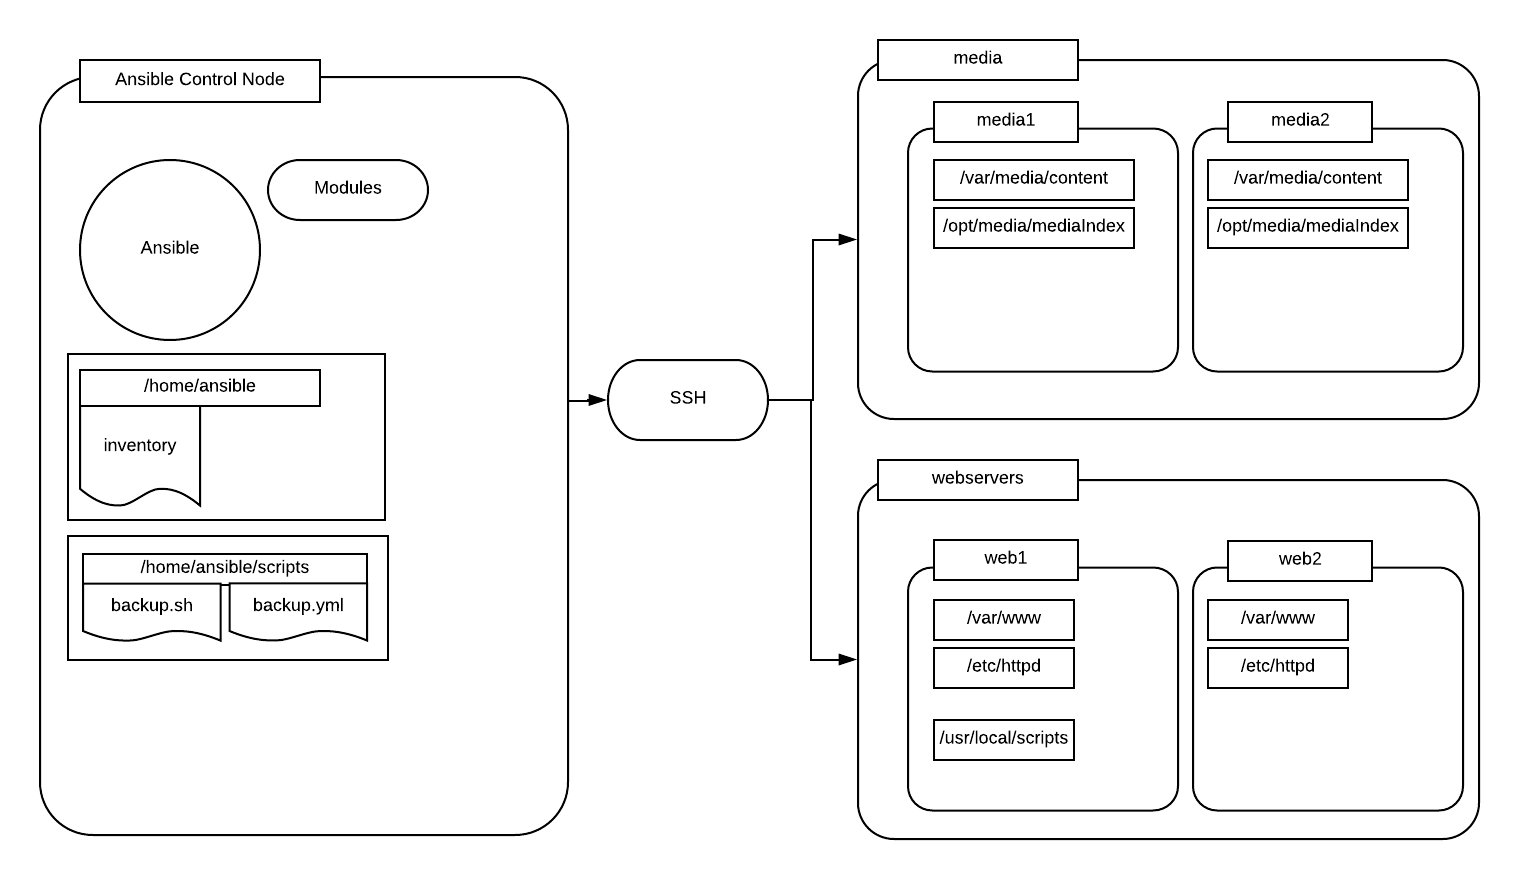 Ansible Control Node
Modules
Ansible
/home/ansible
inventory
/home/ansible/scripts
backup.sh
backup.yml
SSH
media
media1
/var/media/content
/opt/media/mediaIndex
media2
/var/media/content
/opt/media/mediaIndex
webservers
web1
/var/www
/etc/httpd
/usr/local/scripts
web2
/var/www
/etc/httpd